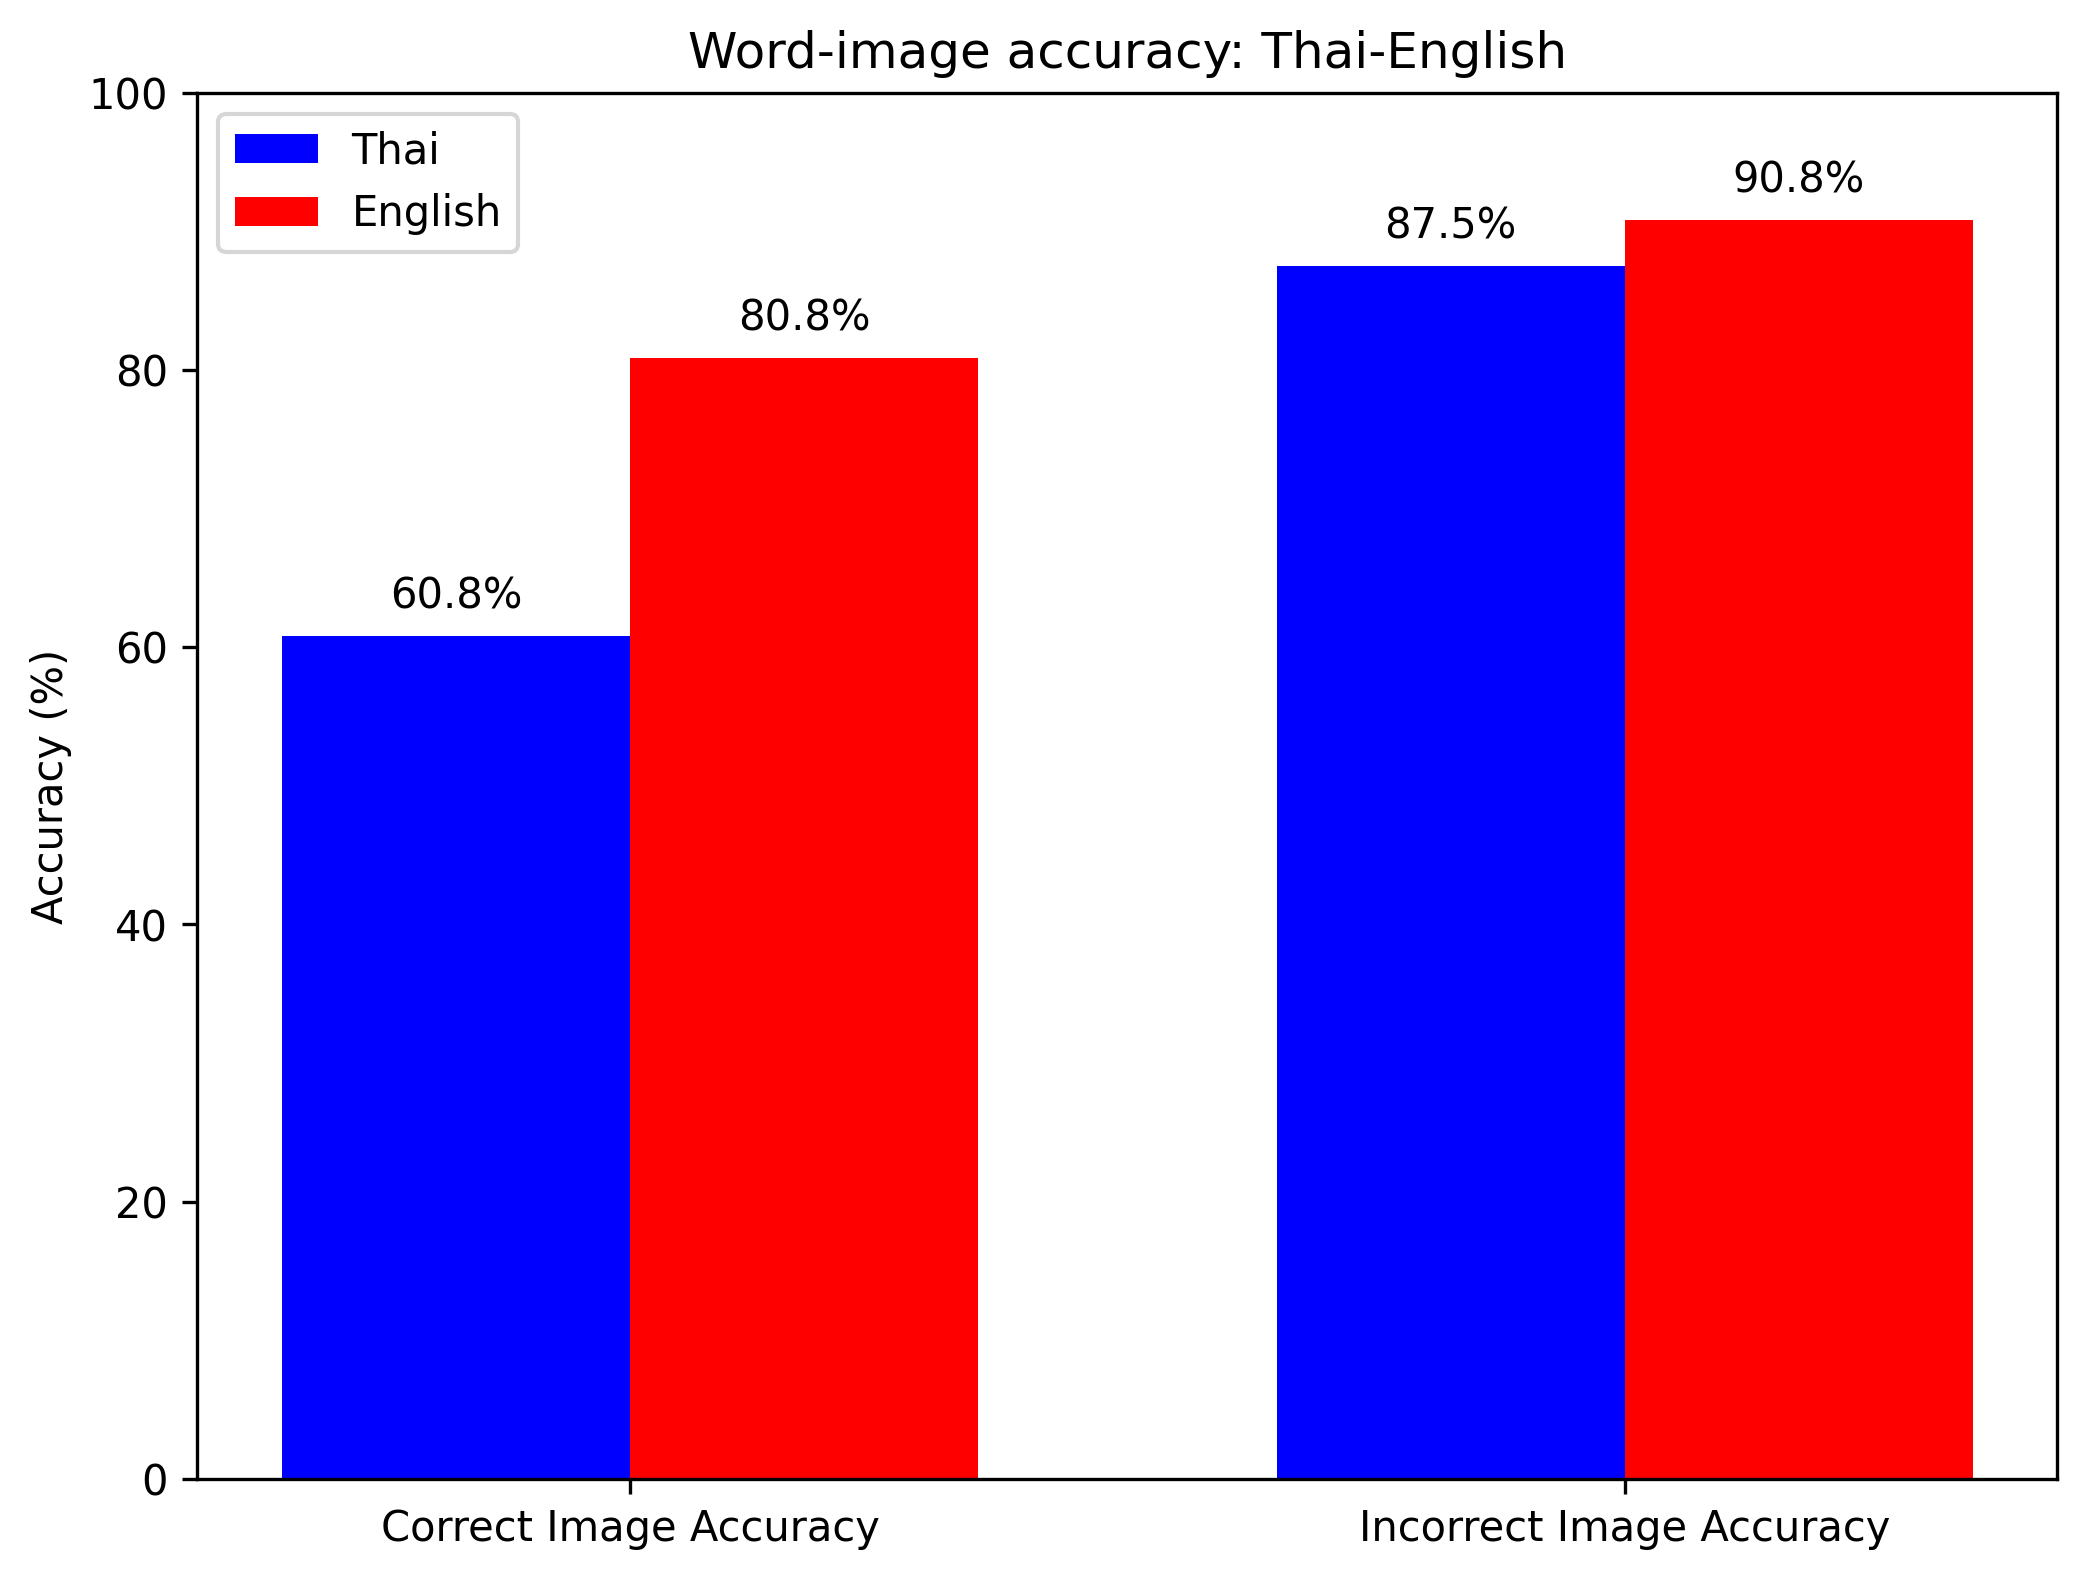 Word-image accuracy: Thai-English
100
80
60
40
20
0
Accuracy (%)
Thai
English
60.8%
80.8%
87.5%
90.8%
Correct Image Accuracy
Incorrect Image Accuracy